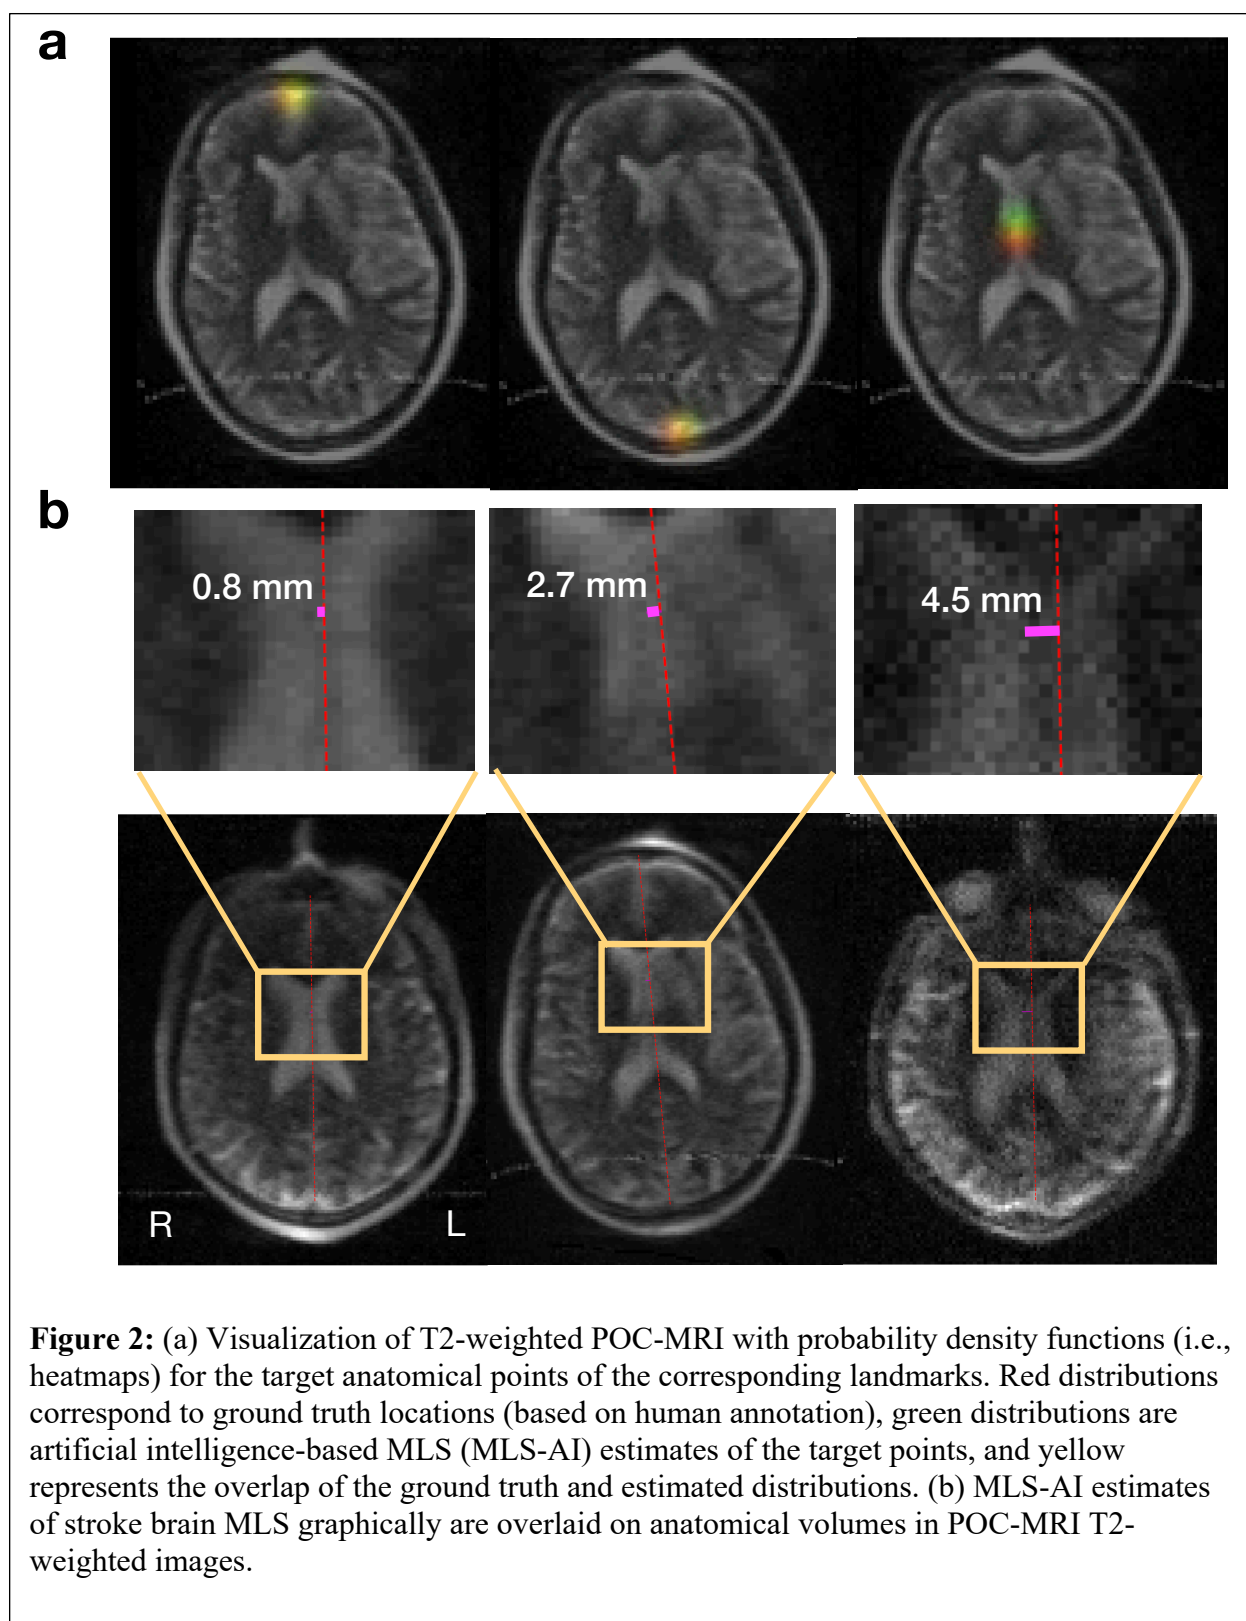 a
b
0.8 mm
2.7 mm
4.5 mm
R
L
Figure 2: (a) Visualization of T2-weighted POC-MRI with probability density functions (i.e.,
heatmaps) for the target anatomical points of the corresponding landmarks. Red distributions
correspond to ground truth locations (based on human annotation), green distributions are
artificial intelligence-based MLS (MLS-AI) estimates of the target points, and yellow
represents the overlap of the ground truth and estimated distributions. (b) MLS-AI estimates
of stroke brain MLS graphically are overlaid on anatomical volumes in POC-MRI T2-
weighted images.